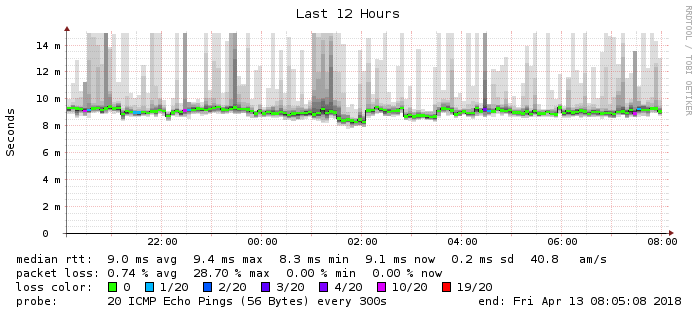 Last 12 Hours
RRDTOOL / TOBI OETIKER
Seconds
14 m
12 m
10 m
8 m
6 m
4 m
2 m
0
22:00 00:00 02:00 04:00 06:00 08:00
median rtt: 9.0 ms avg 9.4 ms max 8.3 ms min 9.1 ms now 0.2 ms sd 40.8 am/s
packet loss: 0.74 % avg 28.70 % max 0.00 % min 0.00 % now
loss color: 0 1/20 2/20 3/20 4/20 10/20 19/20
probe: 20 ICMP Echo Pings (56 Bytes) every 300s end: Fri Apr 13 08:05:08 2018